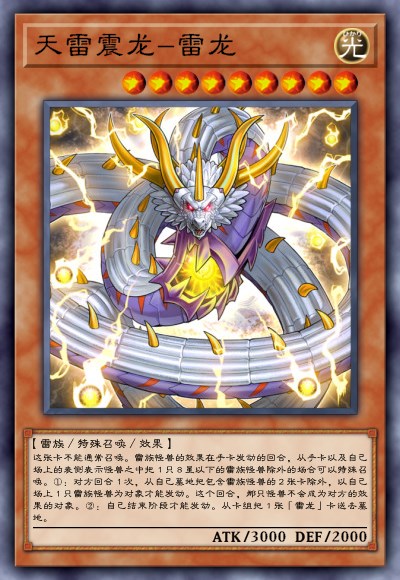 天雷震龙-雷龙
ひかり
光
【雷族／特殊召唤／效果】
这张卡不能通常召唤。雷族怪兽的效果在手卡发动的回合，从手卡以及自己
场上的表侧表示怪兽之中把1只8星以下的雷族怪兽除外的场合可以特殊召
唤。①：对方回合1次，从自己墓地把包含雷族怪兽的2张卡除外，以自己
场上1只雷族怪兽为对象才能发动。这个回合，那只怪兽不会成为对方的效
果的对象。②：自己结束阶段才能发动。从卡组把1张「雷龙」卡送去墓
地。
ATK/3000 DEF/2000